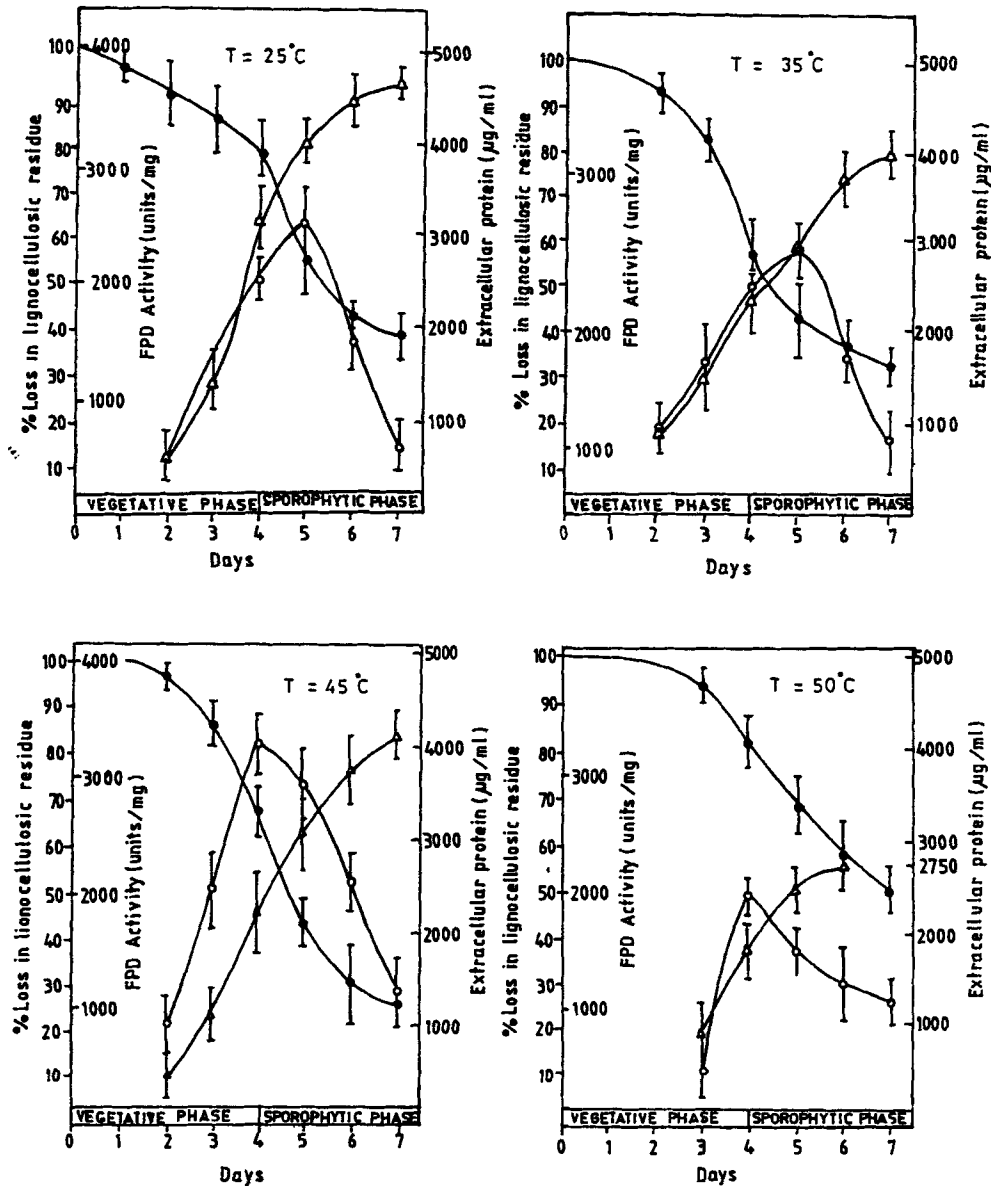 T = 25°C
% Loss in lignocellulosic residue
100
90
80
70
60
50
40
30
20
10
FPD Activity (units/mg)
4000
3000
2000
1000
Extracellular protein (µg/ml)
5000
4000
3000
2000
1000
VEGETATIVE PHASE SPOROPHYTIC PHASE
0 1 2 3 4 5 6 7
Days
T = 35°C
% Loss in lignocellulosic residue
100
90
80
70
60
50
40
30
20
10
FPD Activity (units/mg)
3000
2000
1000
Extracellular protein (µg/ml)
5000
4000
3000
2000
1000
VEGETATIVE PHASE SPOROPHYTIC PHASE
0 1 2 3 4 5 6 7
Days
T = 45°C
% Loss in lionocellulosic residue
100
90
80
70
60
50
40
30
20
10
FPD Activity (units/mg)
4000
3000
2000
1000
Extracellular protein (µg/ml)
5000
4000
3000
2000
1000
VEGETATIVE PHASE SPOROPHYTIC PHASE
0 1 2 3 4 5 6 7
Days
T = 50°C
% Loss in lignocellulosic residue
100
90
80
70
60
50
40
30
20
10
FPD Activity (units/mg)
3000
2000
1000
Extracellular protein (µg/ml)
5000
4000
3000
2750
2000
1000
VEGETATIVE PHASE SPOROPHYTIC PHASE
0 1 2 3 4 5 6 7
Days